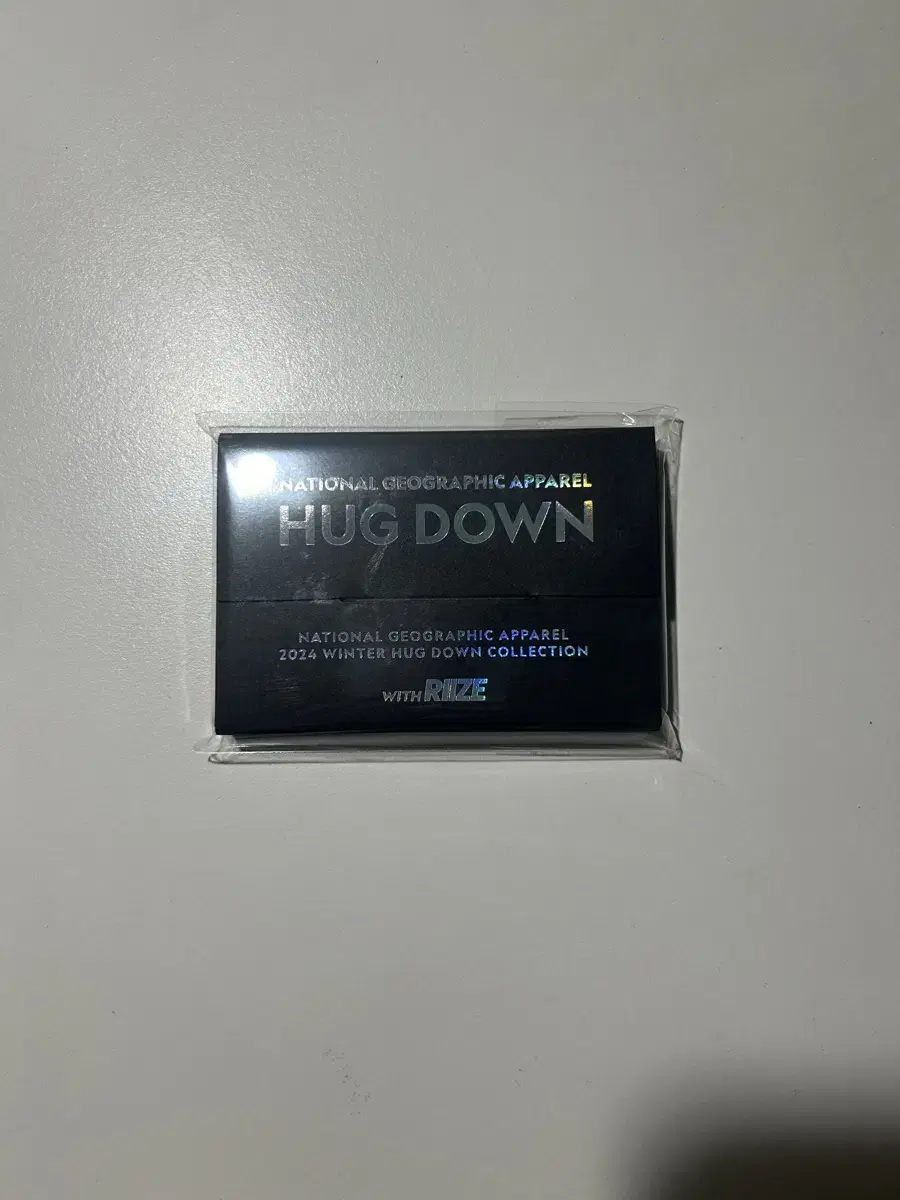 NATIONAL GEOGRAPHIC APPAREL
HUG DOWN
NATIONAL GEOGRAPHIC APPAREL
2024 WINTER HUG DOWN COLLECTION
WITH RIIZE